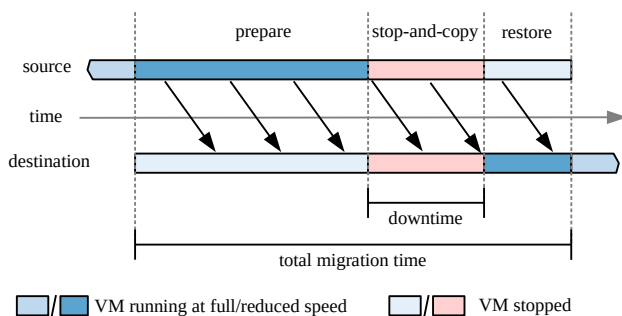 prepare stop-and-copy restore
source
time
destination
downtime
total migration time
/ VM running at full/reduced speed / VM stopped